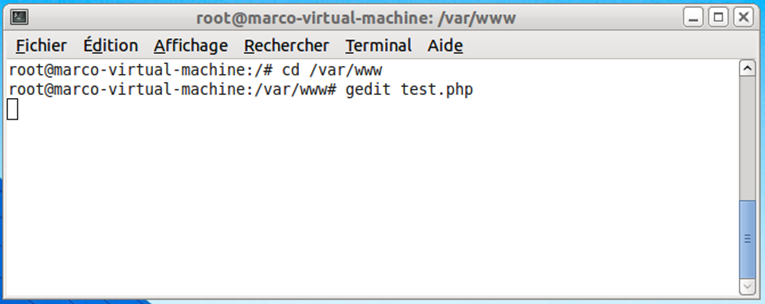 root@marco-virtual-machine: /var/www
Fichier Édition Affichage Rechercher Terminal Aide
root@marco-virtual-machine:/# cd /var/www
root@marco-virtual-machine:/var/www# gedit test.php